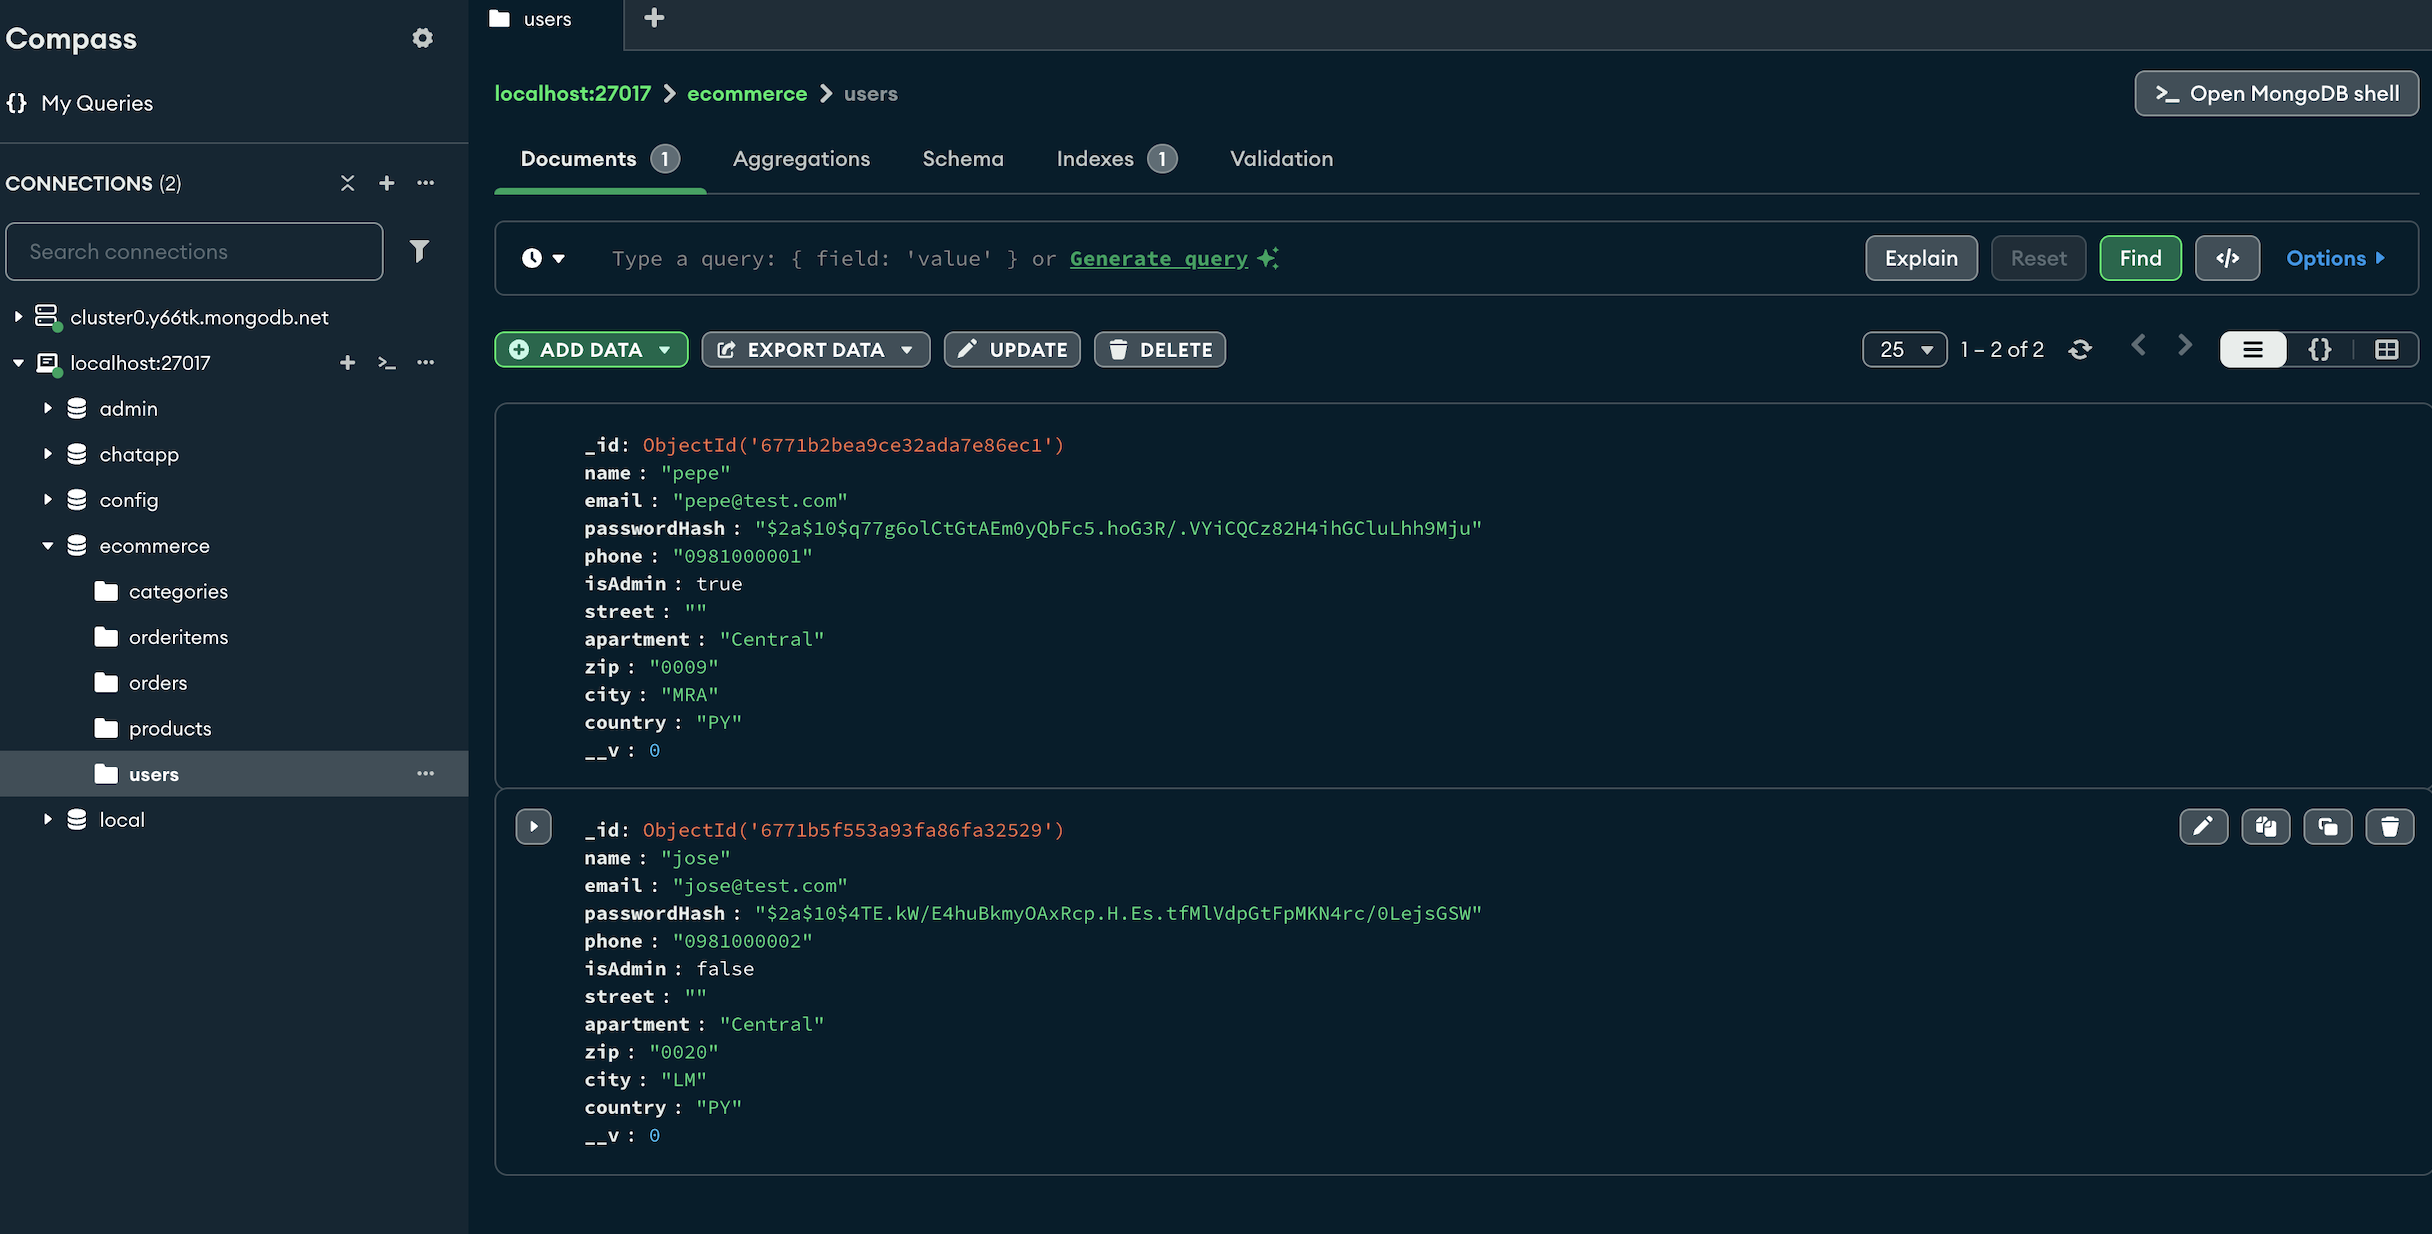 Compass
My Queries
CONNECTIONS (2)
Search connections
cluster0.y66tk.mongodb.net
localhost:27017
admin
chatapp
config
ecommerce
categories
orderitems
orders
products
users
local
users
localhost:27017 > ecommerce > users
>_ Open MongoDB shell
Documents 1 Aggregations Schema Indexes 1 Validation
Type a query: { field: 'value' } or Generate query
Explain Reset Find </> Options
ADD DATA EXPORT DATA UPDATE DELETE
25 1 – 2 of 2
_id: ObjectId('6771b2bea9ce32ada7e86ec1')
name : "pepe"
email : "pepe@test.com"
passwordHash : "$2a$10$q77g6olCtGtAEm0yQbFc5.hoG3R/.VYiCQCz82H4ihGCluLhh9Mju"
phone : "0981000001"
isAdmin : true
street : ""
apartment : "Central"
zip : "0009"
city : "MRA"
country : "PY"
__v : 0
_id: ObjectId('6771b5f553a93fa86fa32529')
name : "jose"
email : "jose@test.com"
passwordHash : "$2a$10$4TE.kW/E4huBkmyOAxRcp.H.Es.tfMlVdpGtFpMKN4rc/0LejsGSW"
phone : "0981000002"
isAdmin : false
street : ""
apartment : "Central"
zip : "0020"
city : "LM"
country : "PY"
__v : 0